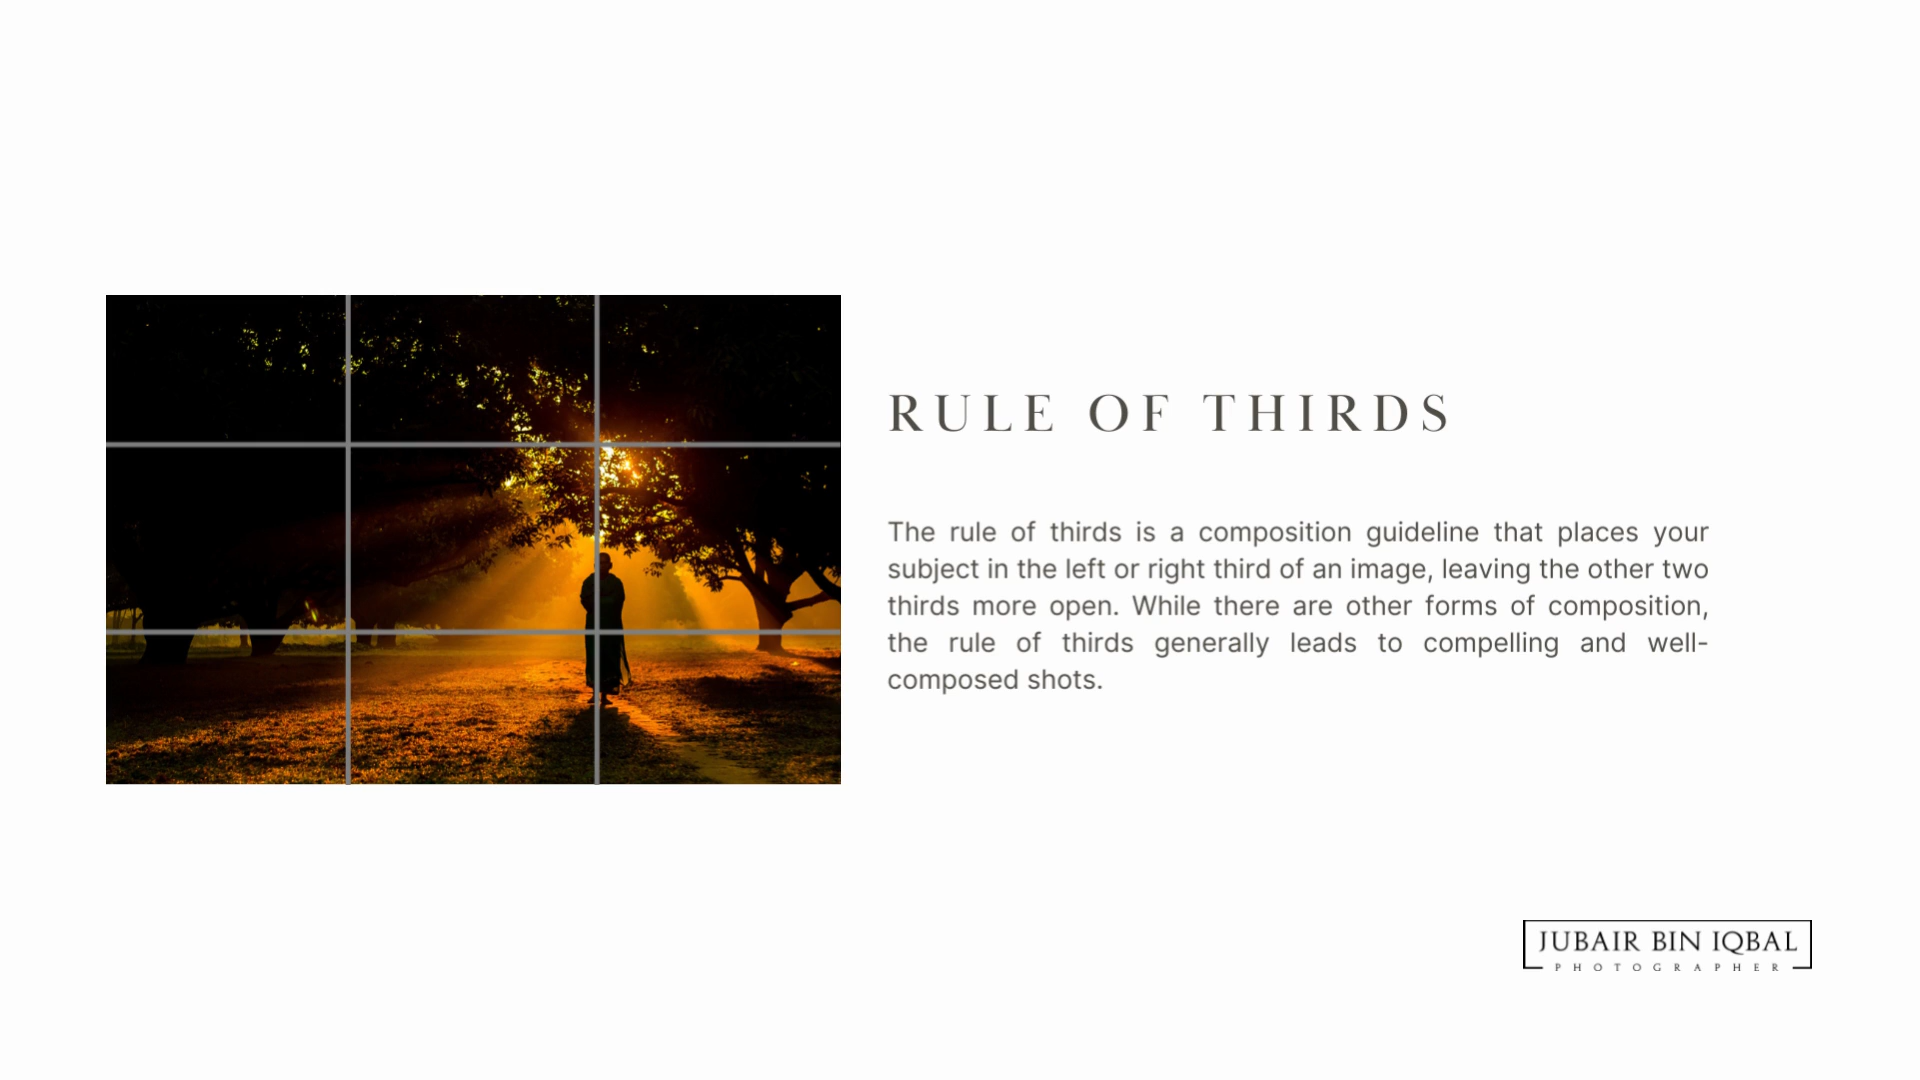 RULE OF THIRDS
The rule of thirds is a composition guideline that places your
subject in the left or right third of an image, leaving the other two
thirds more open. While there are other forms of composition,
the rule of thirds generally leads to compelling and well-
composed shots.
JUBAIR BIN IQBAL
PHOTOGRAPHER